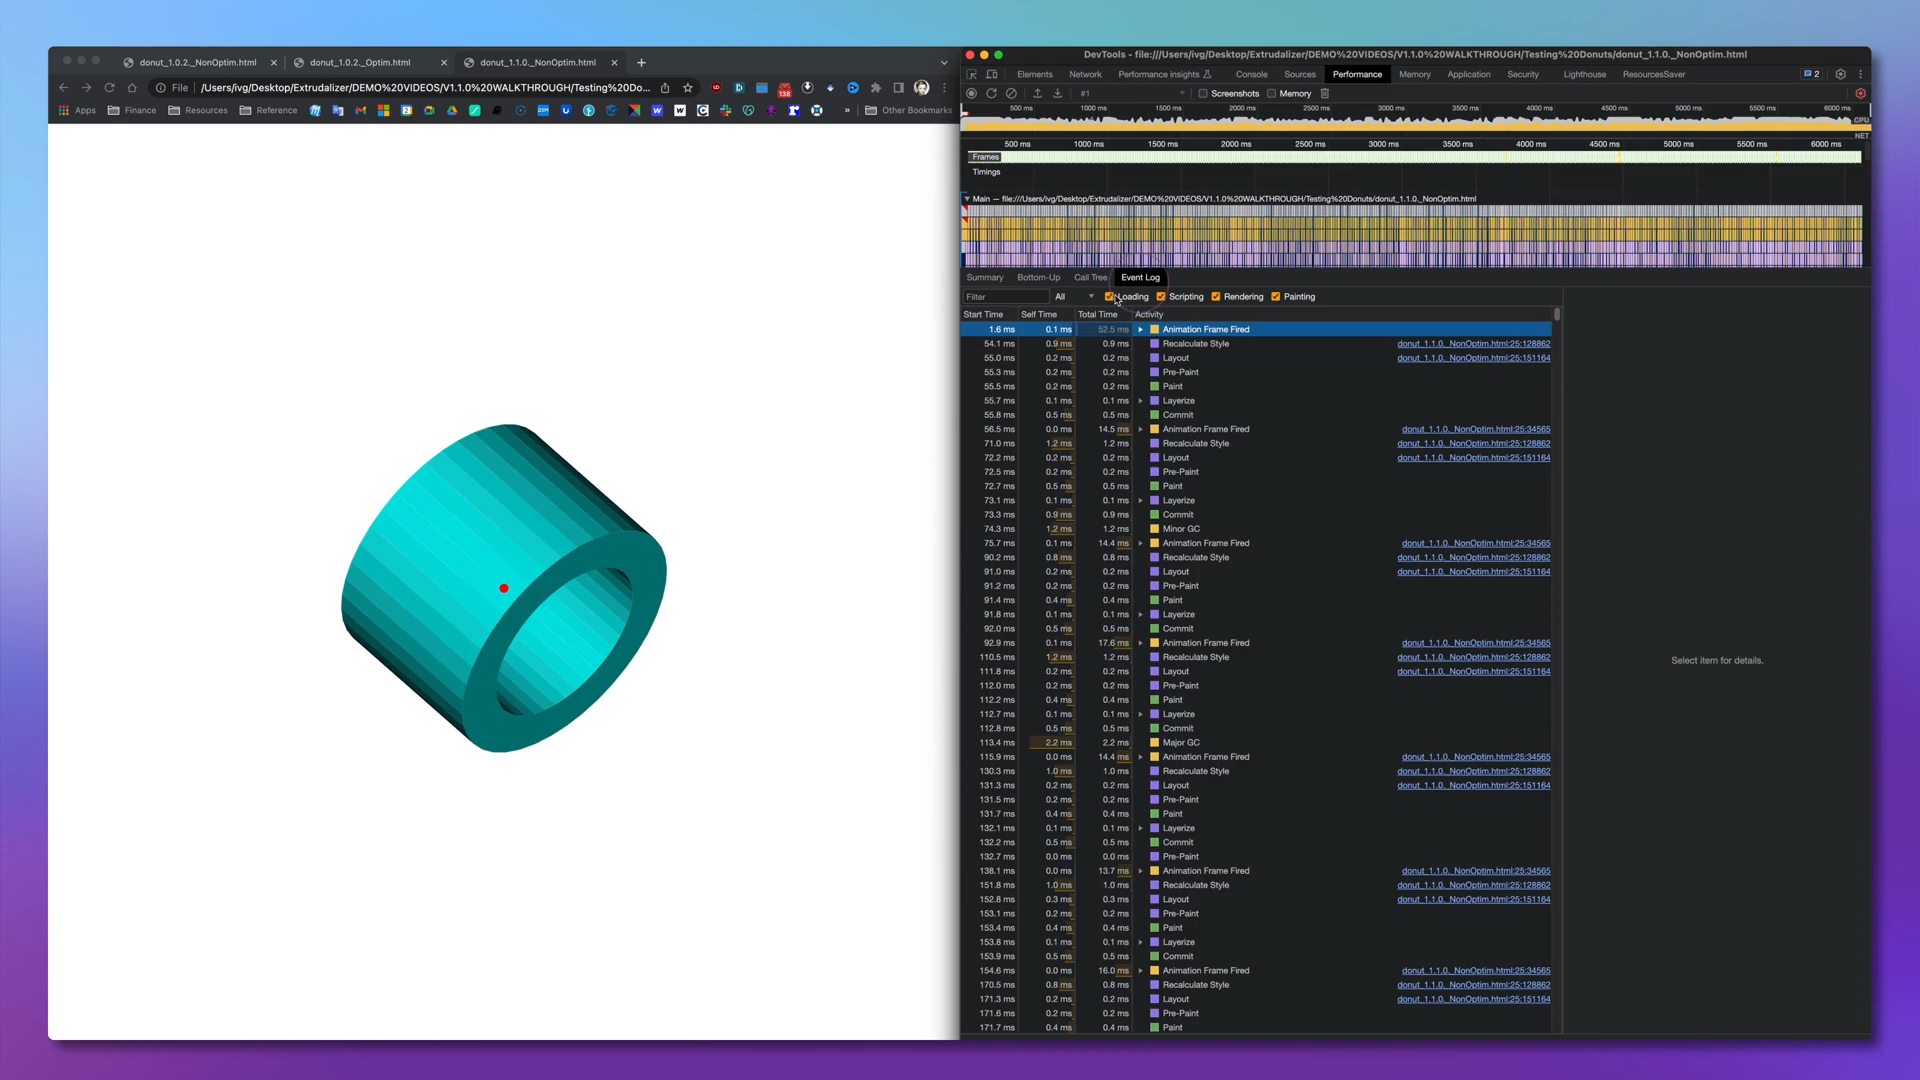 donut_1.0.2._NonOptim.html
donut_1.0.2._Optim.html
donut_1.1.0._NonOptim.html
File
/Users/ivg/Desktop/Extrudalizer/DEMO%20VIDEOS/V1.1.0%20WALKTHROUGH/Testing%20Do...
138
Apps
Finance
Resources
Reference
»
Other Bookmarks
DevTools - file:///Users/ivg/Desktop/Extrudalizer/DEMO%20VIDEOS/V1.1.0%20WALKTHROUGH/Testing%20Donuts/donut_1.1.0._NonOptim.html
Elements Network Performance insights Console Sources Performance Memory Application Security Lighthouse ResourcesSaver 2
#1 Screenshots Memory
500 ms 1000 ms 1500 ms 2000 ms 2500 ms 3000 ms 3500 ms 4000 ms 4500 ms 5000 ms 5500 ms 6000 ms
CPU
NET
500 ms 1000 ms 1500 ms 2000 ms 2500 ms 3000 ms 3500 ms 4000 ms 4500 ms 5000 ms 5500 ms 6000 ms
Frames
Timings
Main — file:///Users/ivg/Desktop/Extrudalizer/DEMO%20VIDEOS/V1.1.0%20WALKTHROUGH/Testing%20Donuts/donut_1.1.0._NonOptim.html
Summary Bottom-Up Call Tree Event Log
Filter All Loading Scripting Rendering Painting
Start Time Self Time Total Time Activity
1.6 ms 0.1 ms 52.5 ms Animation Frame Fired
54.1 ms 0.9 ms 0.9 ms Recalculate Style donut_1.1.0._NonOptim.html:25:128862
55.0 ms 0.2 ms 0.2 ms Layout donut_1.1.0._NonOptim.html:25:151164
55.3 ms 0.2 ms 0.2 ms Pre-Paint
55.5 ms 0.2 ms 0.2 ms Paint
55.7 ms 0.1 ms 0.1 ms Layerize
55.8 ms 0.5 ms 0.5 ms Commit
56.5 ms 0.0 ms 14.5 ms Animation Frame Fired donut_1.1.0._NonOptim.html:25:34565
71.0 ms 1.2 ms 1.2 ms Recalculate Style donut_1.1.0._NonOptim.html:25:128862
72.2 ms 0.2 ms 0.2 ms Layout donut_1.1.0._NonOptim.html:25:151164
72.5 ms 0.2 ms 0.2 ms Pre-Paint
72.7 ms 0.5 ms 0.5 ms Paint
73.1 ms 0.1 ms 0.1 ms Layerize
73.3 ms 0.9 ms 0.9 ms Commit
74.3 ms 1.2 ms 1.2 ms Minor GC
75.7 ms 0.1 ms 14.4 ms Animation Frame Fired donut_1.1.0._NonOptim.html:25:34565
90.2 ms 0.8 ms 0.8 ms Recalculate Style donut_1.1.0._NonOptim.html:25:128862
91.0 ms 0.2 ms 0.2 ms Layout donut_1.1.0._NonOptim.html:25:151164
91.2 ms 0.2 ms 0.2 ms Pre-Paint
91.4 ms 0.4 ms 0.4 ms Paint
91.8 ms 0.1 ms 0.1 ms Layerize
92.0 ms 0.5 ms 0.5 ms Commit
92.9 ms 0.1 ms 17.6 ms Animation Frame Fired donut_1.1.0._NonOptim.html:25:34565
110.5 ms 1.2 ms 1.2 ms Recalculate Style donut_1.1.0._NonOptim.html:25:128862
111.8 ms 0.2 ms 0.2 ms Layout donut_1.1.0._NonOptim.html:25:151164
112.0 ms 0.2 ms 0.2 ms Pre-Paint
112.2 ms 0.4 ms 0.4 ms Paint
112.7 ms 0.1 ms 0.1 ms Layerize
112.8 ms 0.5 ms 0.5 ms Commit
113.4 ms 2.2 ms 2.2 ms Major GC
115.9 ms 0.0 ms 14.4 ms Animation Frame Fired donut_1.1.0._NonOptim.html:25:34565
130.3 ms 1.0 ms 1.0 ms Recalculate Style donut_1.1.0._NonOptim.html:25:128862
131.3 ms 0.2 ms 0.2 ms Layout donut_1.1.0._NonOptim.html:25:151164
131.5 ms 0.2 ms 0.2 ms Pre-Paint
131.7 ms 0.4 ms 0.4 ms Paint
132.1 ms 0.1 ms 0.1 ms Layerize
132.2 ms 0.5 ms 0.5 ms Commit
132.7 ms 0.0 ms 0.0 ms Pre-Paint
138.1 ms 0.0 ms 13.7 ms Animation Frame Fired donut_1.1.0._NonOptim.html:25:34565
151.8 ms 1.0 ms 1.0 ms Recalculate Style donut_1.1.0._NonOptim.html:25:128862
152.8 ms 0.3 ms 0.3 ms Layout donut_1.1.0._NonOptim.html:25:151164
153.1 ms 0.2 ms 0.2 ms Pre-Paint
153.4 ms 0.4 ms 0.4 ms Paint
153.8 ms 0.1 ms 0.1 ms Layerize
153.9 ms 0.5 ms 0.5 ms Commit
154.6 ms 0.0 ms 16.0 ms Animation Frame Fired donut_1.1.0._NonOptim.html:25:34565
170.5 ms 0.8 ms 0.8 ms Recalculate Style donut_1.1.0._NonOptim.html:25:128862
171.3 ms 0.2 ms 0.2 ms Layout donut_1.1.0._NonOptim.html:25:151164
171.6 ms 0.2 ms 0.2 ms Pre-Paint
171.7 ms 0.4 ms 0.4 ms Paint
Select item for details.